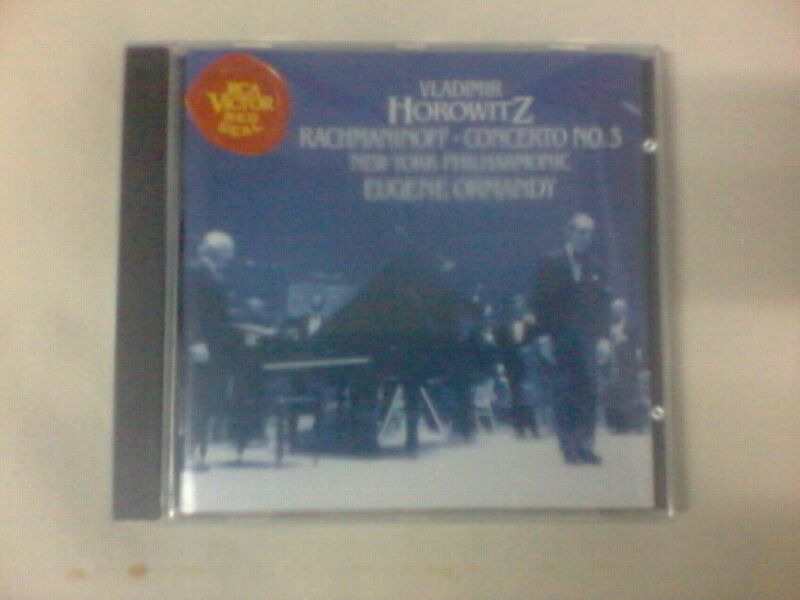 RCA
VICTOR
RED
SEAL
VLADIMIR
HOROWITZ
RACHMANINOFF · CONCERTO NO. 3
NEW YORK PHILHARMONIC
EUGENE ORMANDY